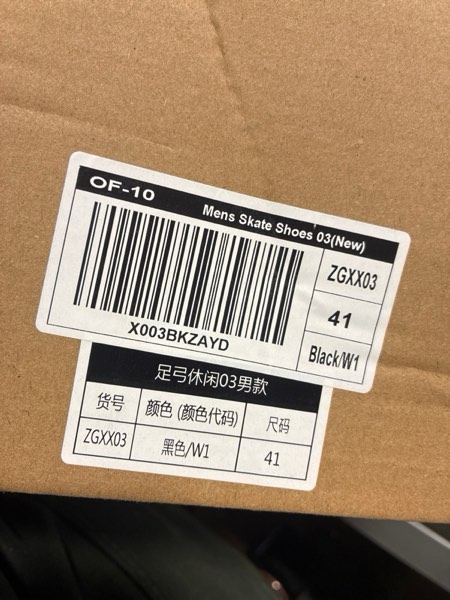 OF-10 Mens Skate Shoes 03(New)
ZGXX03
41
Black/W1
X003BKZAYD
足弓休闲03男款
货号 颜色 (颜色代码) 尺码
ZGXX03 黑色/W1 41